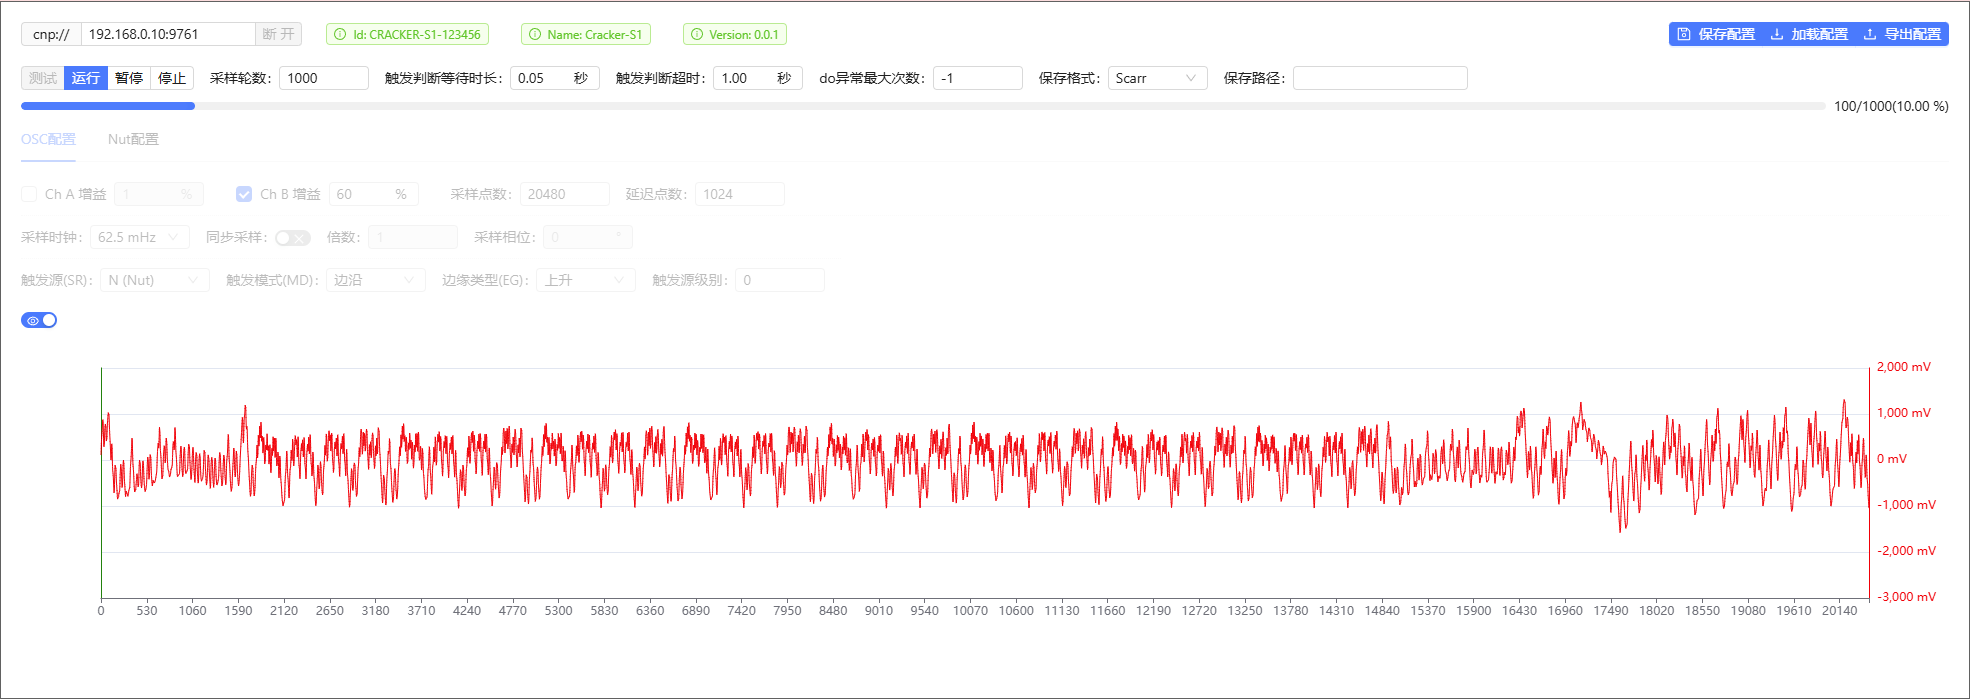 cnp:// 192.168.0.10:9761 断 开 Id: CRACKER-S1-123456 Name: Cracker-S1 Version: 0.0.1 保存配置 加载配置 导出配置
测试 运行 暂停 停止 采样轮数: 1000 触发判断等待时长: 0.05 秒 触发判断超时: 1.00 秒 do异常最大次数: -1 保存格式: Scarr 保存路径:
100/1000(10.00 %)
OSC配置 Nut配置
Ch A 增益 1 % Ch B 增益 60 % 采样点数: 20480 延迟点数: 1024
采样时钟: 62.5 mHz 同步采样: 倍数: 1 采样相位: 0 °
触发源(SR): N (Nut) 触发模式(MD): 边沿 边缘类型(EG): 上升 触发源级别: 0
2,000 mV
1,000 mV
0 mV
-1,000 mV
-2,000 mV
-3,000 mV
0 530 1060 1590 2120 2650 3180 3710 4240 4770 5300 5830 6360 6890 7420 7950 8480 9010 9540 10070 10600 11130 11660 12190 12720 13250 13780 14310 14840 15370 15900 16430 16960 17490 18020 18550 19080 19610 20140